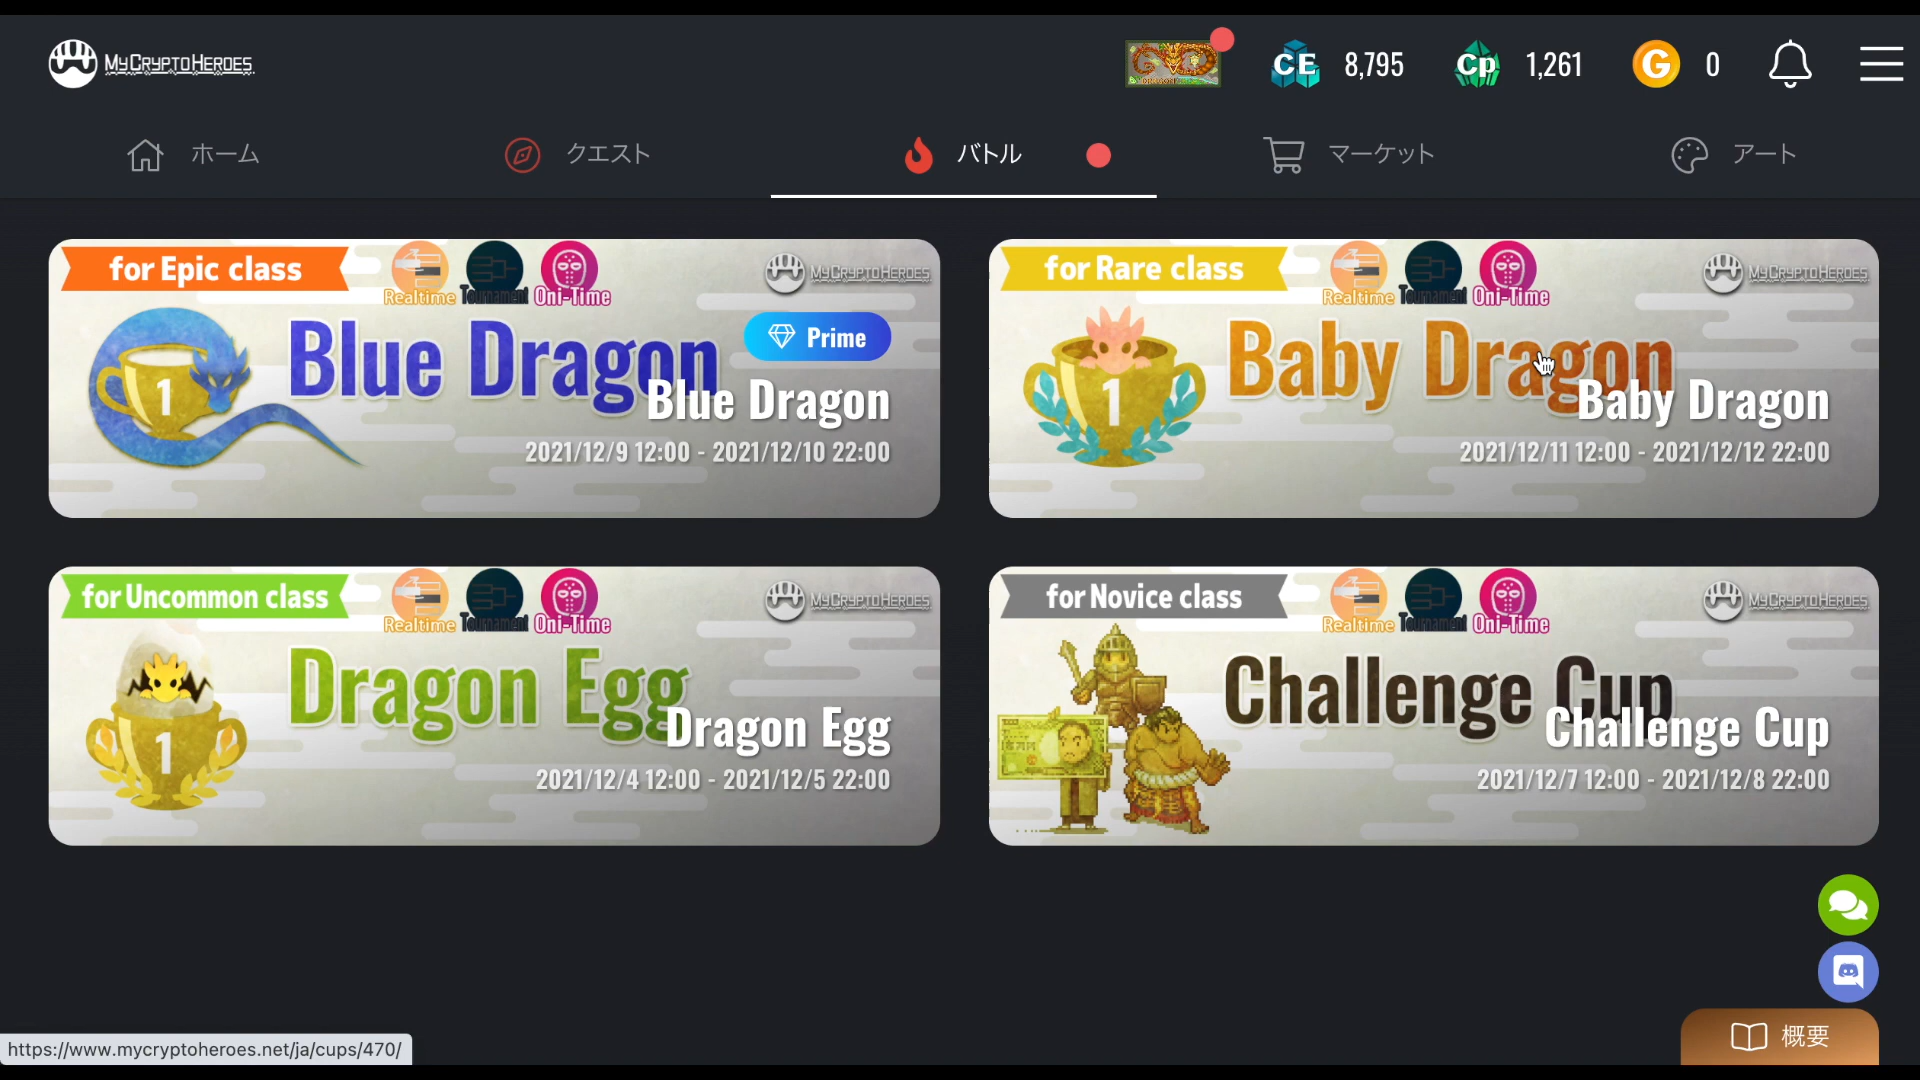 MyCryptoHeroes
CE 8,795
Cp 1,261
G 0
ホーム
クエスト
バトル
マーケット
アート
for Epic class
Realtime Tournament Oni-Time
MyCryptoHeroes
Blue Dragon
Prime
1
Blue Dragon
2021/12/9 12:00 - 2021/12/10 22:00
for Rare class
Realtime Tournament Oni-Time
MyCryptoHeroes
Baby Dragon
1
Baby Dragon
2021/12/11 12:00 - 2021/12/12 22:00
for Uncommon class
Realtime Tournament Oni-Time
MyCryptoHeroes
Dragon Egg
1
Dragon Egg
2021/12/4 12:00 - 2021/12/5 22:00
for Novice class
Realtime Tournament Oni-Time
MyCryptoHeroes
Challenge Cup
Challenge Cup
2021/12/7 12:00 - 2021/12/8 22:00
概要
https://www.mycryptoheroes.net/ja/cups/470/